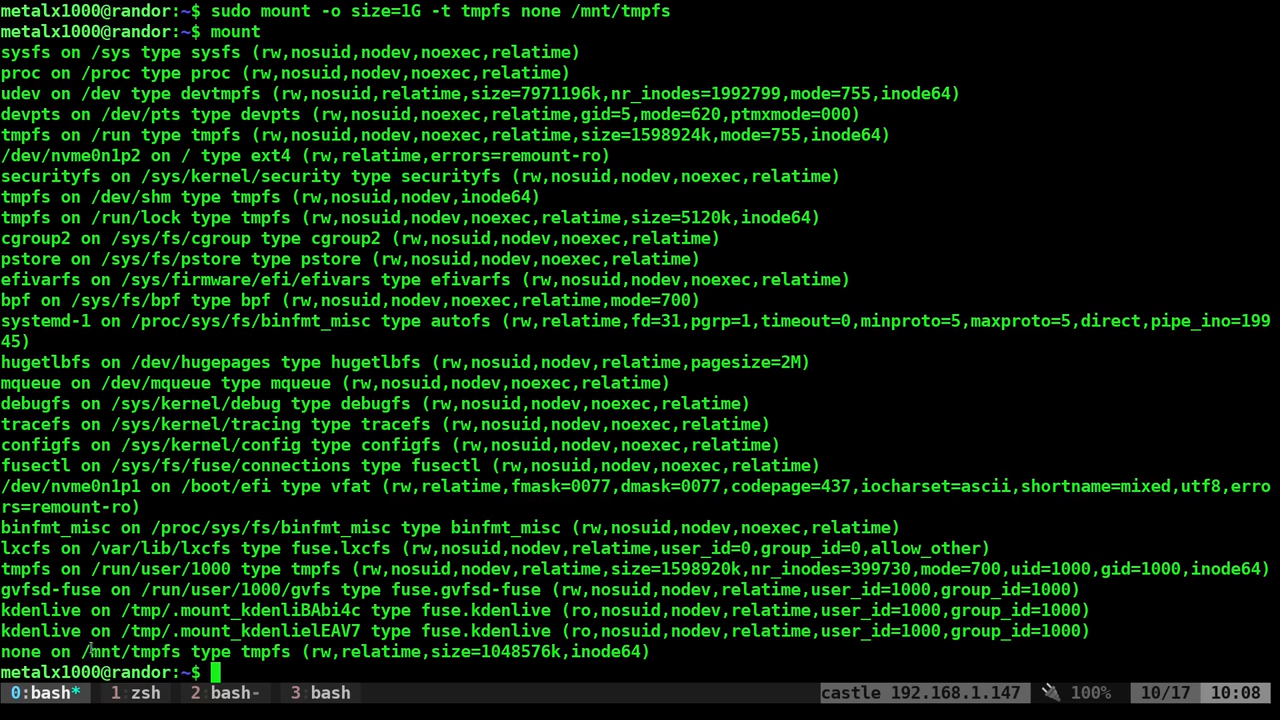 metalx1000@randor:~$ sudo mount -o size=1G -t tmpfs none /mnt/tmpfs
metalx1000@randor:~$ mount
sysfs on /sys type sysfs (rw,nosuid,nodev,noexec,relatime)
proc on /proc type proc (rw,nosuid,nodev,noexec,relatime)
udev on /dev type devtmpfs (rw,nosuid,relatime,size=7971196k,nr_inodes=1992799,mode=755,inode64)
devpts on /dev/pts type devpts (rw,nosuid,noexec,relatime,gid=5,mode=620,ptmxmode=000)
tmpfs on /run type tmpfs (rw,nosuid,nodev,noexec,relatime,size=1598924k,mode=755,inode64)
/dev/nvme0n1p2 on / type ext4 (rw,relatime,errors=remount-ro)
securityfs on /sys/kernel/security type securityfs (rw,nosuid,nodev,noexec,relatime)
tmpfs on /dev/shm type tmpfs (rw,nosuid,nodev,inode64)
tmpfs on /run/lock type tmpfs (rw,nosuid,nodev,noexec,relatime,size=5120k,inode64)
cgroup2 on /sys/fs/cgroup type cgroup2 (rw,nosuid,nodev,noexec,relatime)
pstore on /sys/fs/pstore type pstore (rw,nosuid,nodev,noexec,relatime)
efivarfs on /sys/firmware/efi/efivars type efivarfs (rw,nosuid,nodev,noexec,relatime)
bpf on /sys/fs/bpf type bpf (rw,nosuid,nodev,noexec,relatime,mode=700)
systemd-1 on /proc/sys/fs/binfmt_misc type autofs (rw,relatime,fd=31,pgrp=1,timeout=0,minproto=5,maxproto=5,direct,pipe_ino=199
45)
hugetlbfs on /dev/hugepages type hugetlbfs (rw,nosuid,nodev,relatime,pagesize=2M)
mqueue on /dev/mqueue type mqueue (rw,nosuid,nodev,noexec,relatime)
debugfs on /sys/kernel/debug type debugfs (rw,nosuid,nodev,noexec,relatime)
tracefs on /sys/kernel/tracing type tracefs (rw,nosuid,nodev,noexec,relatime)
configfs on /sys/kernel/config type configfs (rw,nosuid,nodev,noexec,relatime)
fusectl on /sys/fs/fuse/connections type fusectl (rw,nosuid,nodev,noexec,relatime)
/dev/nvme0n1p1 on /boot/efi type vfat (rw,relatime,fmask=0077,dmask=0077,codepage=437,iocharset=ascii,shortname=mixed,utf8,erro
rs=remount-ro)
binfmt_misc on /proc/sys/fs/binfmt_misc type binfmt_misc (rw,nosuid,nodev,noexec,relatime)
lxcfs on /var/lib/lxcfs type fuse.lxcfs (rw,nosuid,nodev,relatime,user_id=0,group_id=0,allow_other)
tmpfs on /run/user/1000 type tmpfs (rw,nosuid,nodev,relatime,size=1598920k,nr_inodes=399730,mode=700,uid=1000,gid=1000,inode64)
gvfsd-fuse on /run/user/1000/gvfs type fuse.gvfsd-fuse (rw,nosuid,nodev,relatime,user_id=1000,group_id=1000)
kdenlive on /tmp/.mount_kdenliBAbi4c type fuse.kdenlive (ro,nosuid,nodev,relatime,user_id=1000,group_id=1000)
kdenlive on /tmp/.mount_kdenlielEAV7 type fuse.kdenlive (ro,nosuid,nodev,relatime,user_id=1000,group_id=1000)
none on /mnt/tmpfs type tmpfs (rw,relatime,size=1048576k,inode64)
metalx1000@randor:~$
0:bash* 1:zsh 2:bash- 3:bash castle 192.168.1.147 100% 10/17 10:08